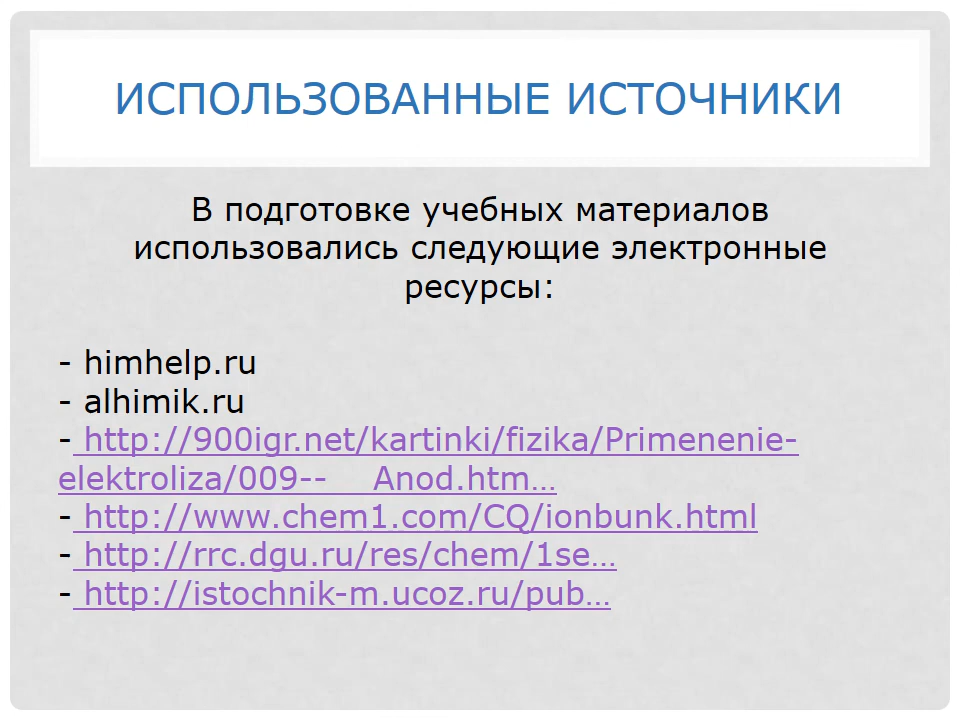 ИСПОЛЬЗОВАННЫЕ ИСТОЧНИКИ
В подготовке учебных материалов
использовались следующие электронные
ресурсы:
- himhelp.ru
- alhimik.ru
- http://900igr.net/kartinki/fizika/Primenenie-
elektroliza/009--    Anod.htm…
- http://www.chem1.com/CQ/ionbunk.html
- http://rrc.dgu.ru/res/chem/1se…
- http://istochnik-m.ucoz.ru/pub…